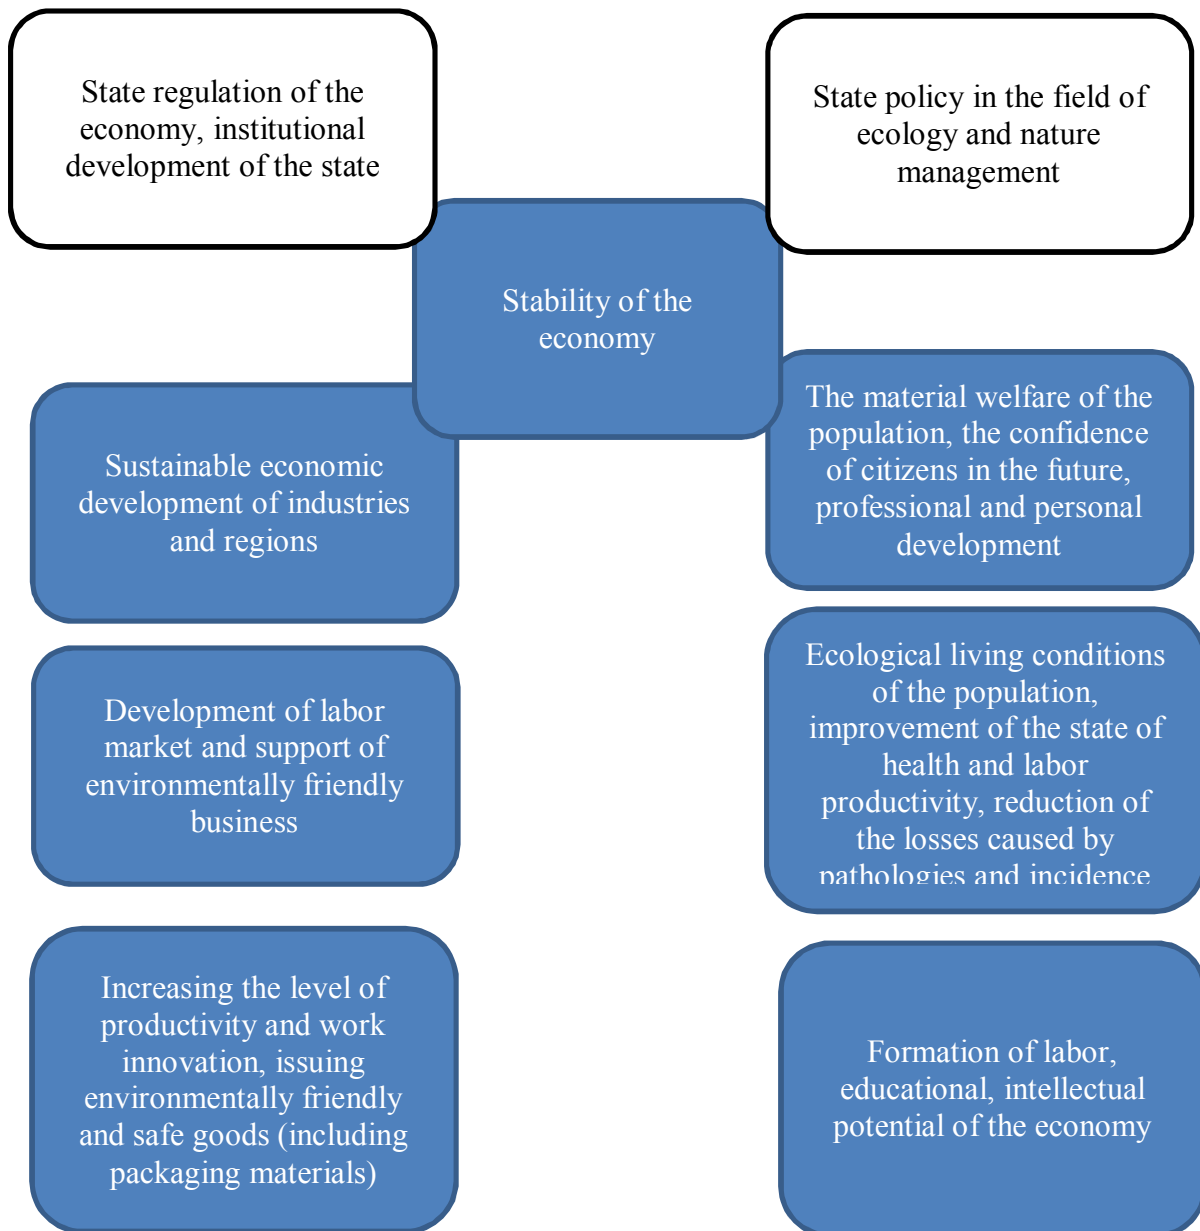 State regulation of the
economy, institutional
development of the state
State policy in the field of
ecology and nature
management
Stability of the
economy
Sustainable economic
development of industries
and regions
The material welfare of the
population, the confidence
of citizens in the future,
professional and personal
development
Development of labor
market and support of
environmentally friendly
business
Ecological living conditions
of the population,
improvement of the state of
health and labor
productivity, reduction of
the losses caused by
pathologies and incidence
Increasing the level of
productivity and work
innovation, issuing
environmentally friendly
and safe goods (including
packaging materials)
Formation of labor,
educational, intellectual
potential of the economy